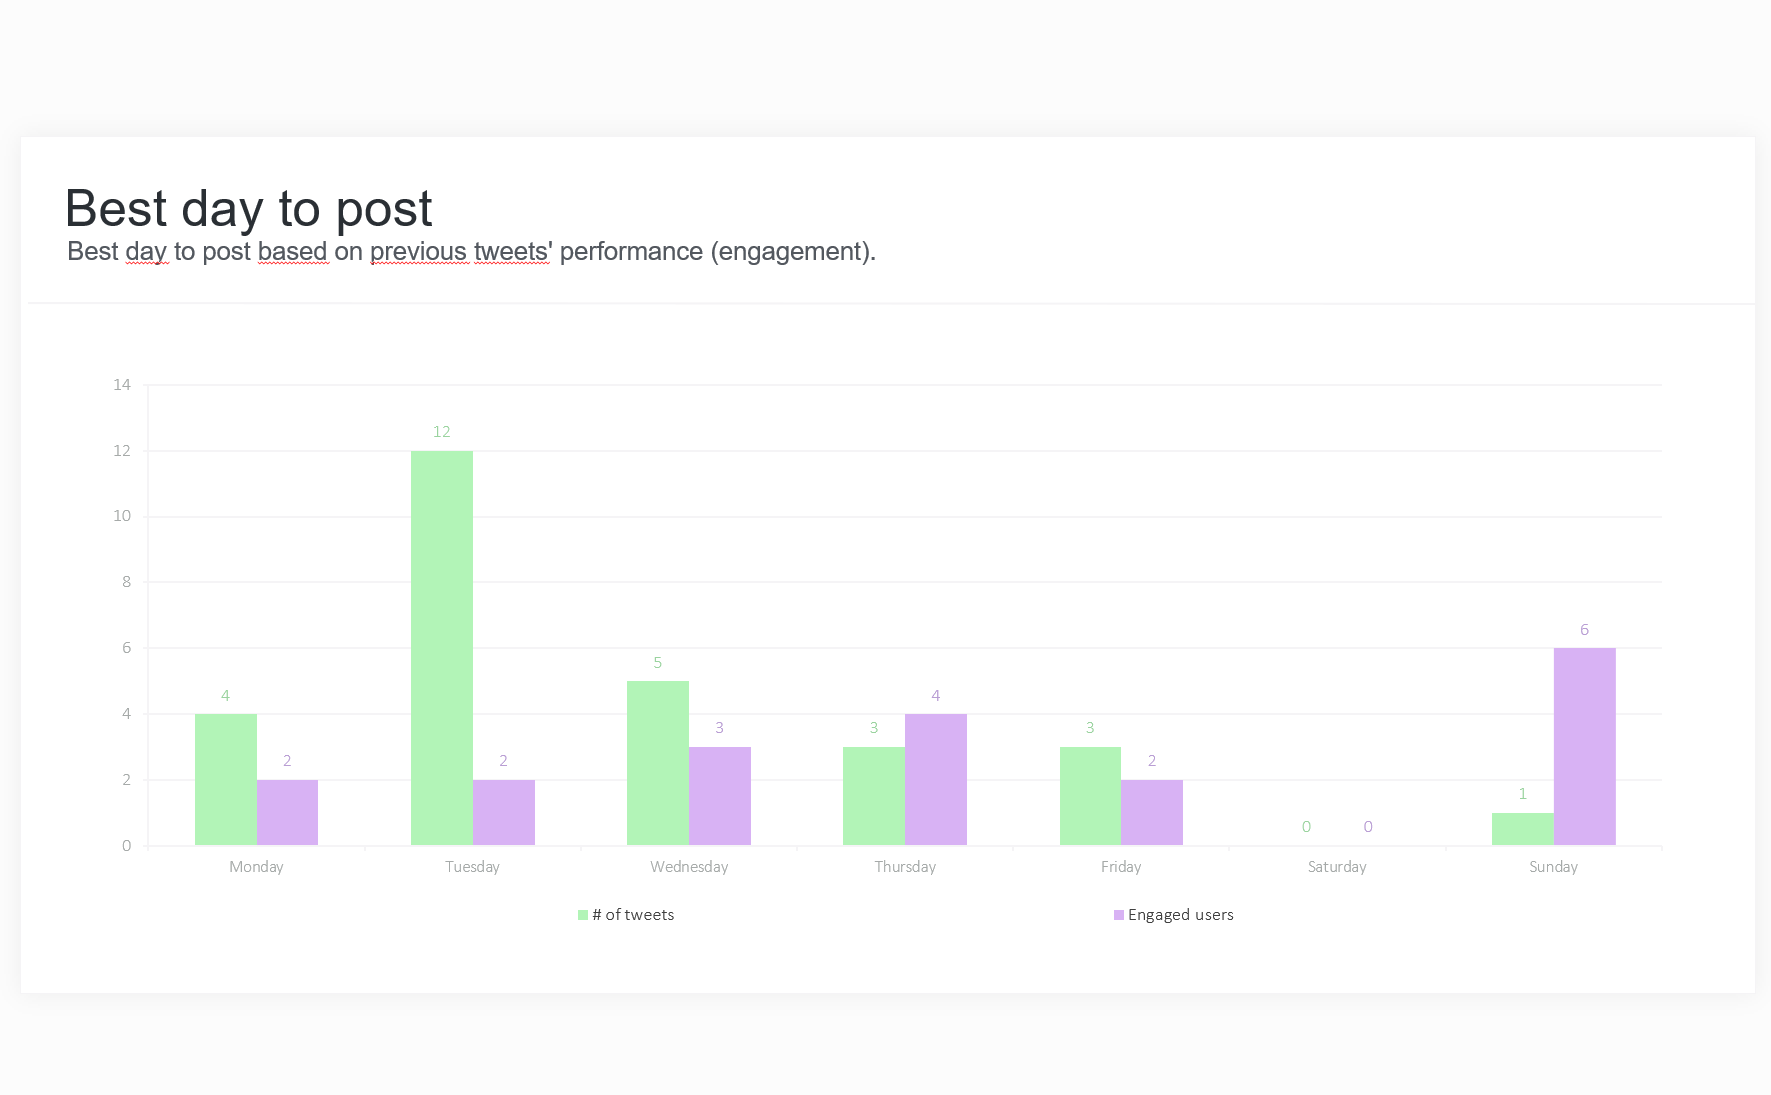 Best day to post
Best day to post based on previous tweets' performance (engagement).
14
12
10
8
6
4
2
0
4
2
12
2
5
3
3
4
3
2
0
0
1
6
Monday
Tuesday
Wednesday
Thursday
Friday
Saturday
Sunday
# of tweets
Engaged users